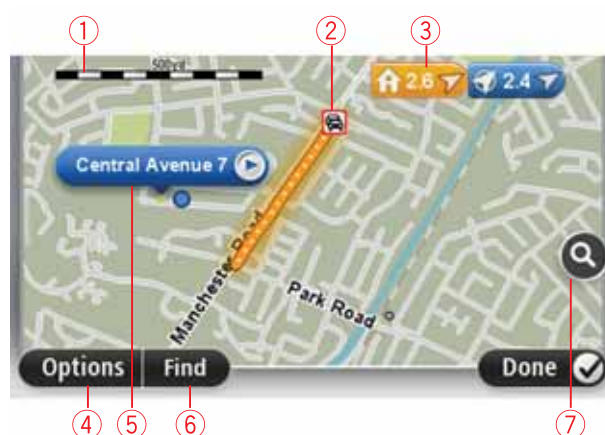 1 2 3
500yd
2.6 2.4
Central Avenue 7
Manchester Road
Park Road
Options Find Done
4 5 6 7